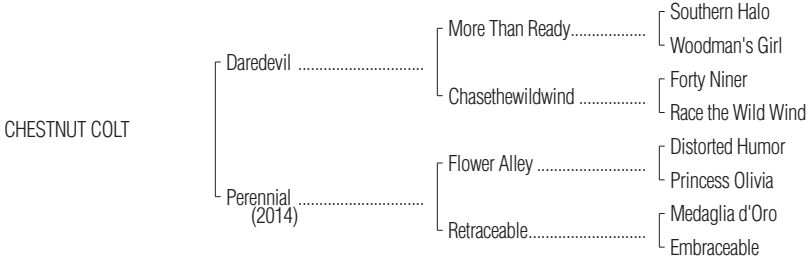 CHESTNUT COLT
Daredevil ............................
Perennial ............................
(2014)
More Than Ready.................
Chasethewildwind ...............
Flower Alley ........................
Retraceable..........................
Southern Halo
Woodman's Girl
Forty Niner
Race the Wild Wind
Distorted Humor
Princess Olivia
Medaglia d'Oro
Embraceable